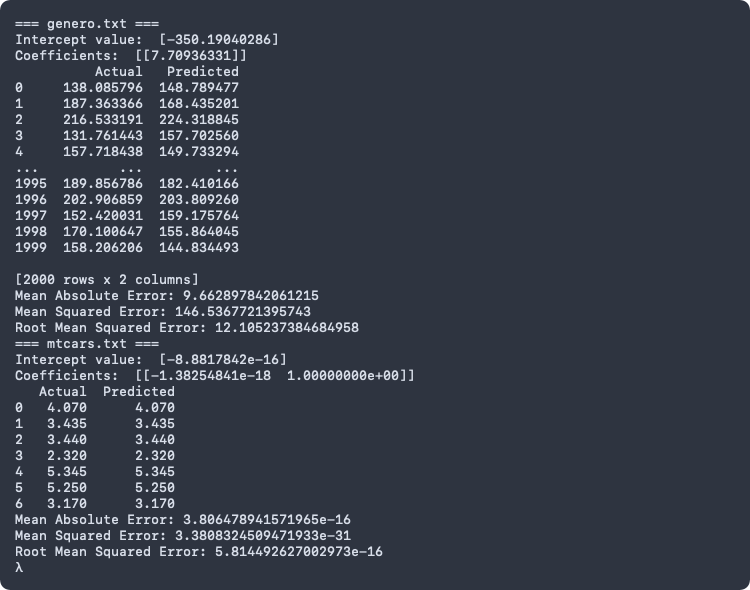 === genero.txt ===
Intercept value:  [-350.19040286]
Coefficients:  [[7.70936331]]
          Actual   Predicted
0     138.085796  148.789477
1     187.363366  168.435201
2     216.533191  224.318845
3     131.761443  157.702560
4     157.718438  149.733294
...          ...         ...
1995  189.856786  182.410166
1996  202.906859  203.809260
1997  152.420031  159.175764
1998  170.100647  155.864045
1999  158.206206  144.834493

[2000 rows x 2 columns]
Mean Absolute Error: 9.662897842061215
Mean Squared Error: 146.5367721395743
Root Mean Squared Error: 12.105237384684958
=== mtcars.txt ===
Intercept value:  [-8.8817842e-16]
Coefficients:  [[-1.38254841e-18  1.00000000e+00]]
   Actual  Predicted
0   4.070      4.070
1   3.435      3.435
2   3.440      3.440
3   2.320      2.320
4   5.345      5.345
5   5.250      5.250
6   3.170      3.170
Mean Absolute Error: 3.806478941571965e-16
Mean Squared Error: 3.3808324509471933e-31
Root Mean Squared Error: 5.814492627002973e-16
λ